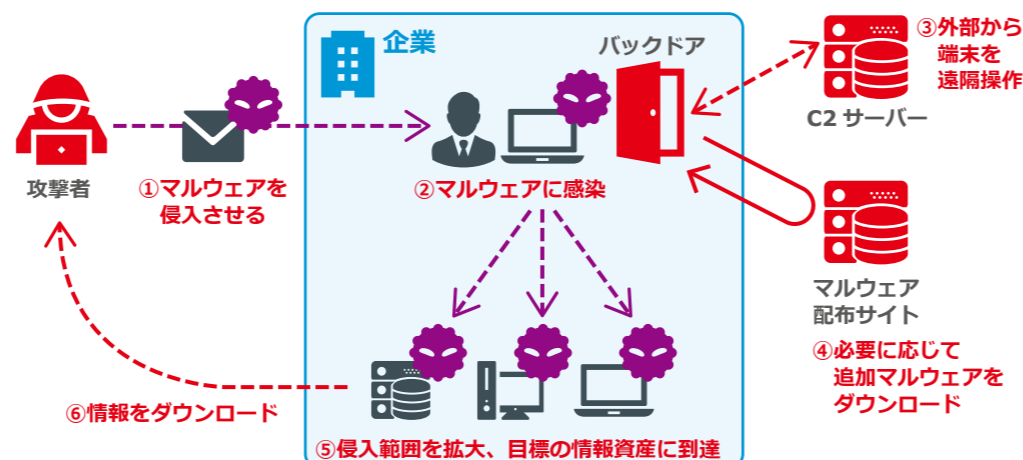 企業
バックドア
③外部から
端末を
遠隔操作
C2 サーバー
攻撃者
①マルウェアを
侵入させる
②マルウェアに感染
マルウェア
配布サイト
④必要に応じて
追加マルウェアを
ダウンロード
⑥情報をダウンロード
⑤侵入範囲を拡大、目標の情報資産に到達